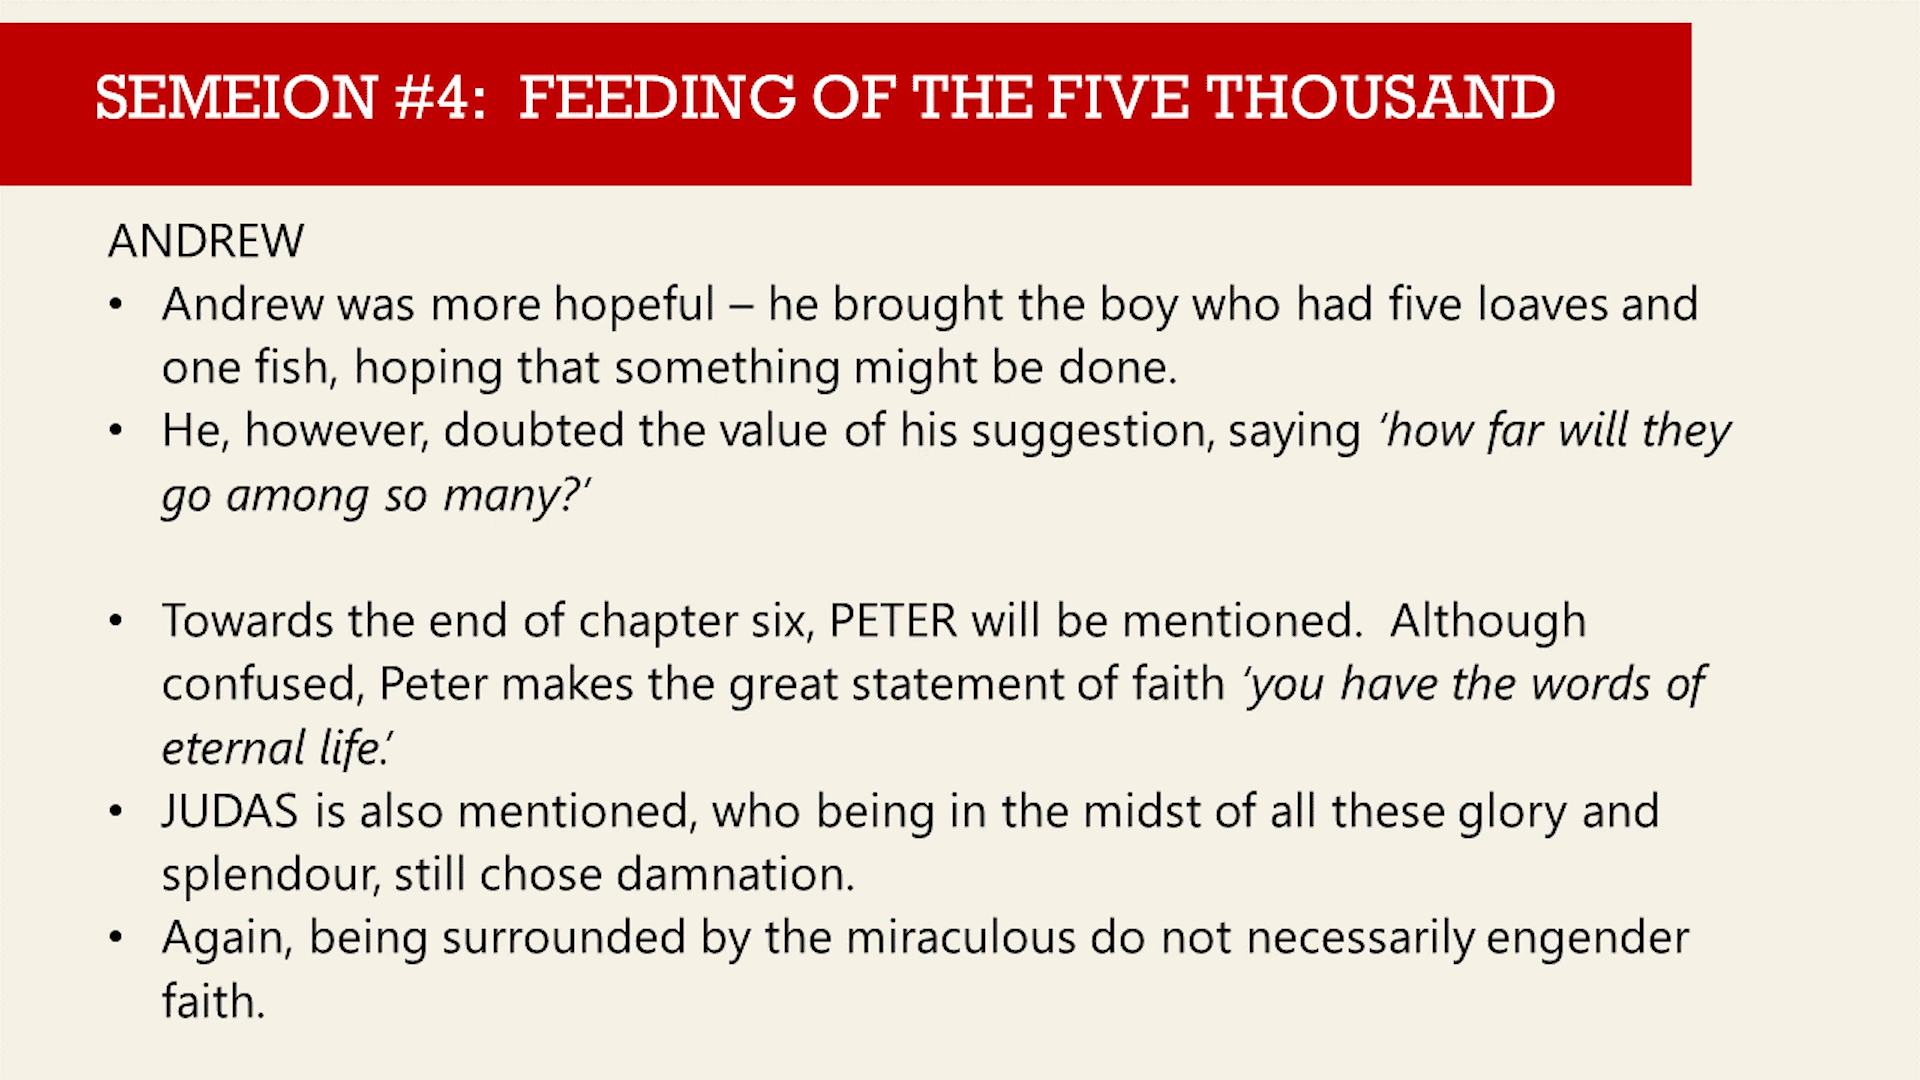 SEMEION #4: FEEDING OF THE FIVE THOUSAND
ANDREW
• Andrew was more hopeful – he brought the boy who had five loaves and
one fish, hoping that something might be done.
• He, however, doubted the value of his suggestion, saying ‘how far will they
go among so many?’
• Towards the end of chapter six, PETER will be mentioned. Although
confused, Peter makes the great statement of faith ‘you have the words of
eternal life.’
• JUDAS is also mentioned, who being in the midst of all these glory and
splendour, still chose damnation.
• Again, being surrounded by the miraculous do not necessarily engender
faith.